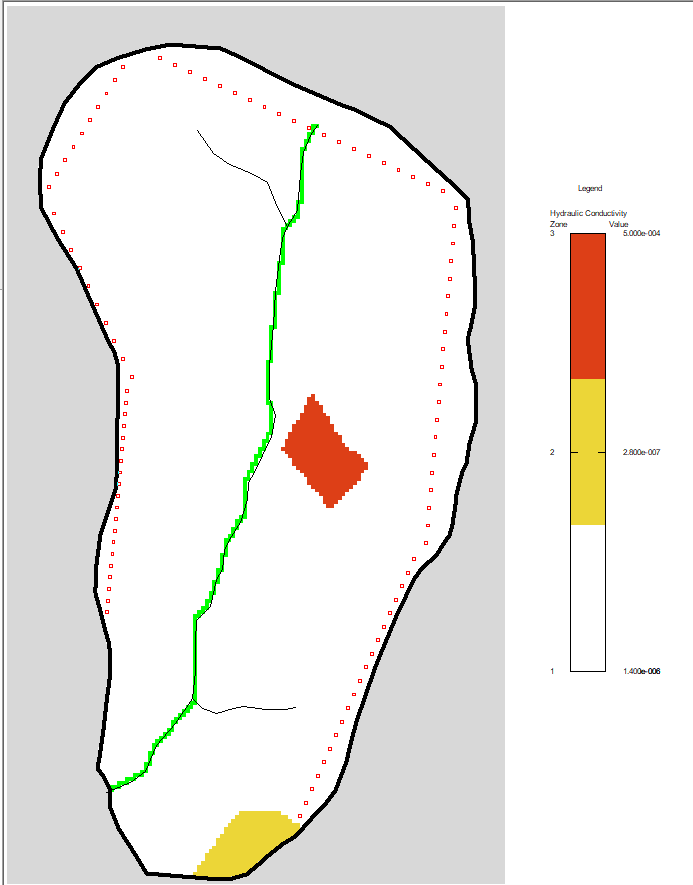 Legend
Hydraulic Conductivity
Zone Value
3 5.000e-004
2 2.800e-007
1 1.400e-006